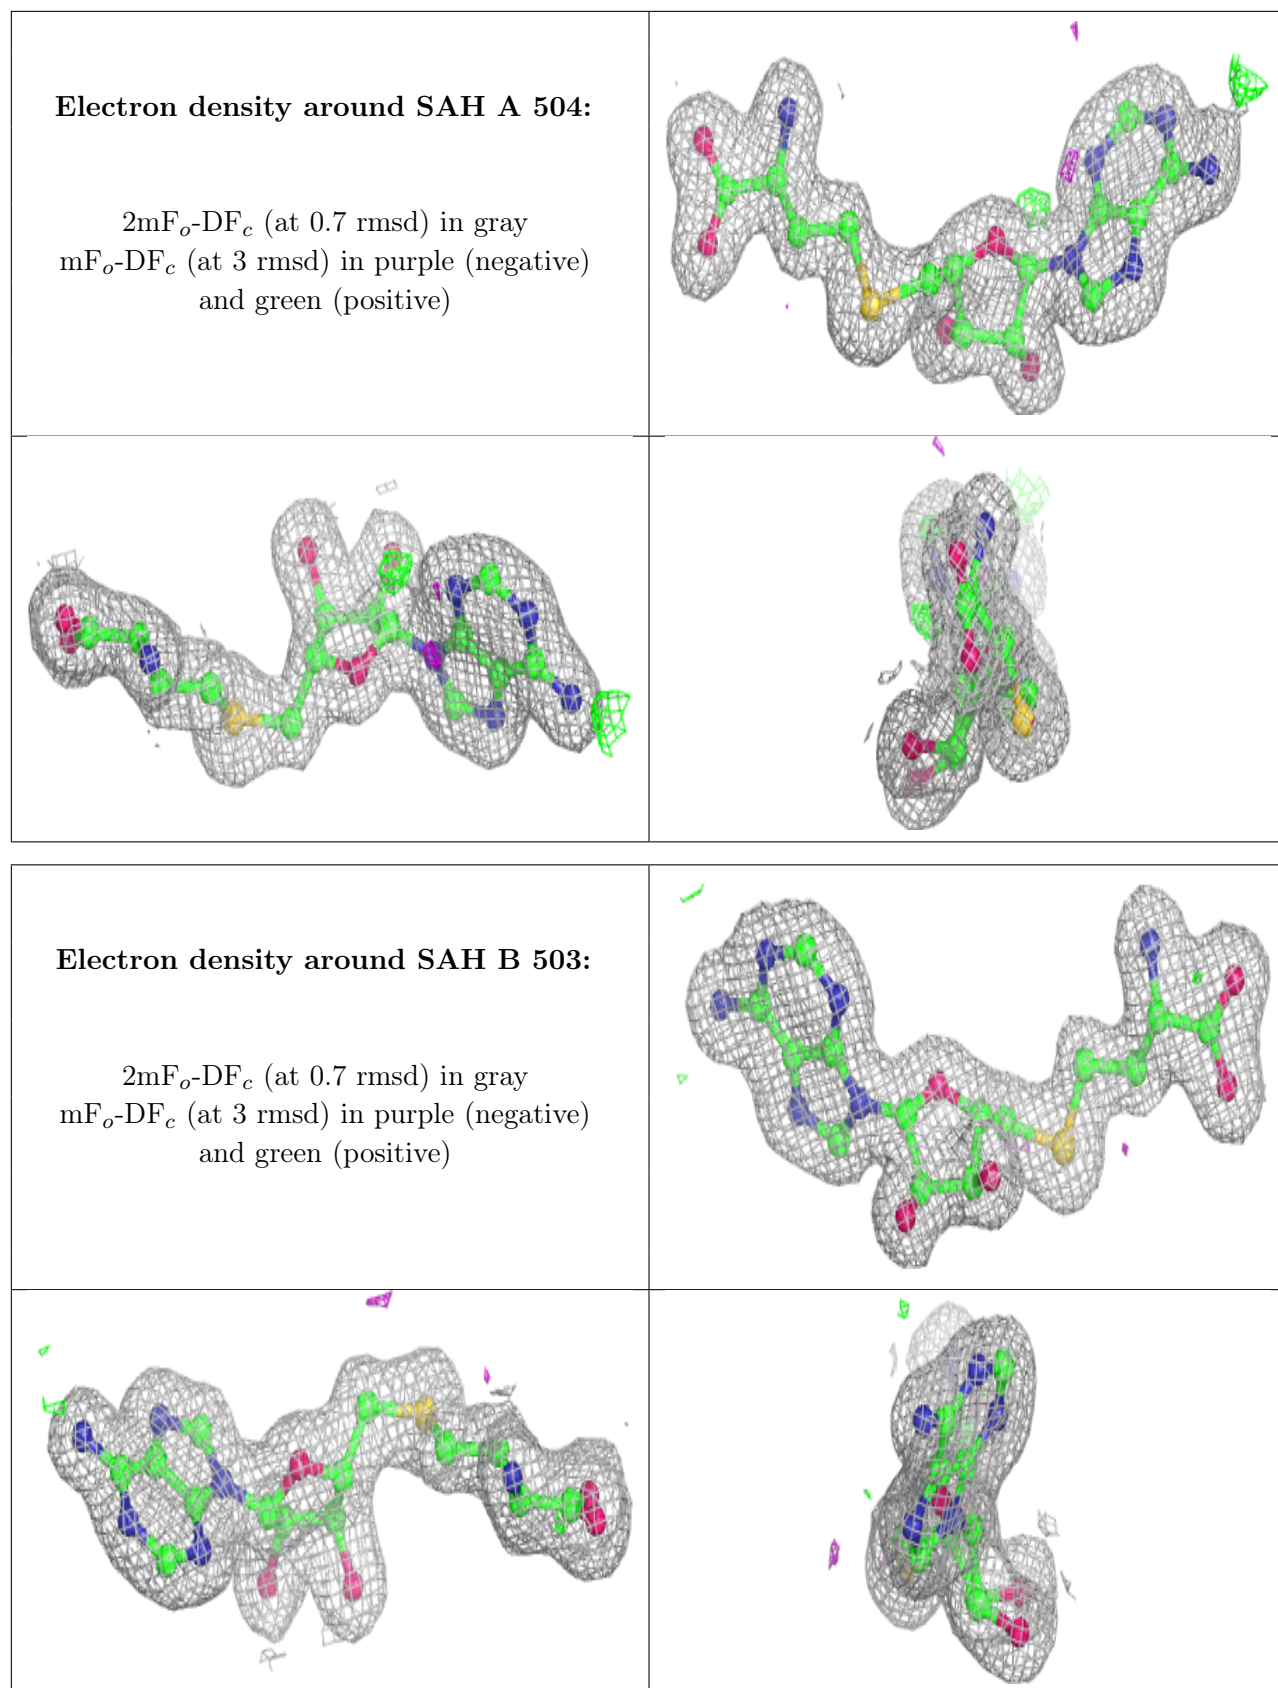 Electron density around SAH A 504:
2mFo-DFc (at 0.7 rmsd) in gray
mFo-DFc (at 3 rmsd) in purple (negative)
and green (positive)
Electron density around SAH B 503:
2mFo-DFc (at 0.7 rmsd) in gray
mFo-DFc (at 3 rmsd) in purple (negative)
and green (positive)